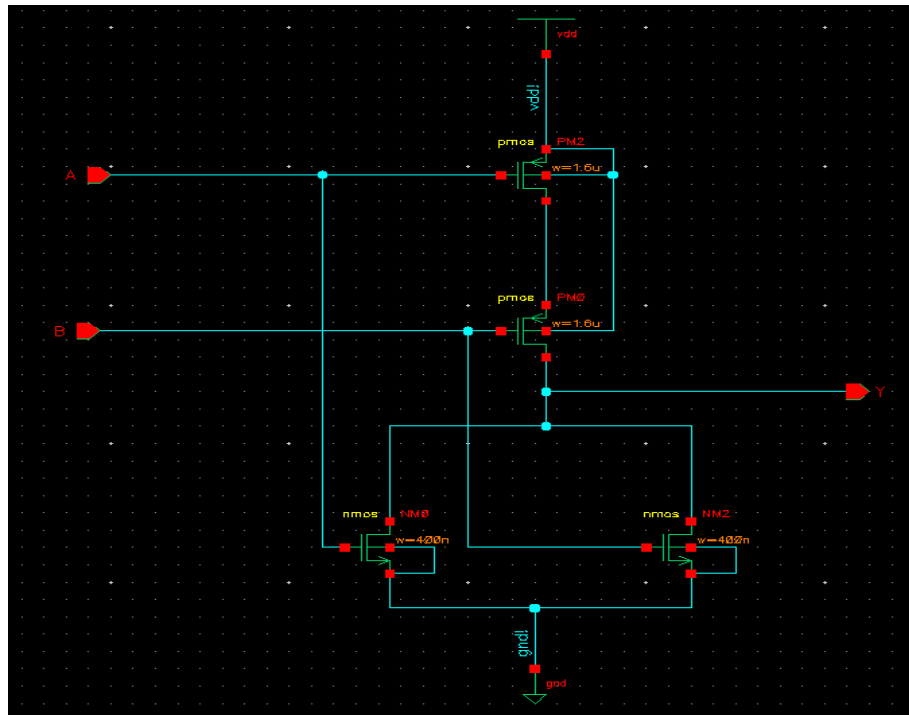 vdd
vdd!
pmos PM2
w=1.6u
A
pmos PM0
w=1.6u
B
Y
nmos NM0
w=400n
nmos NM2
w=400n
gnd!
gnd